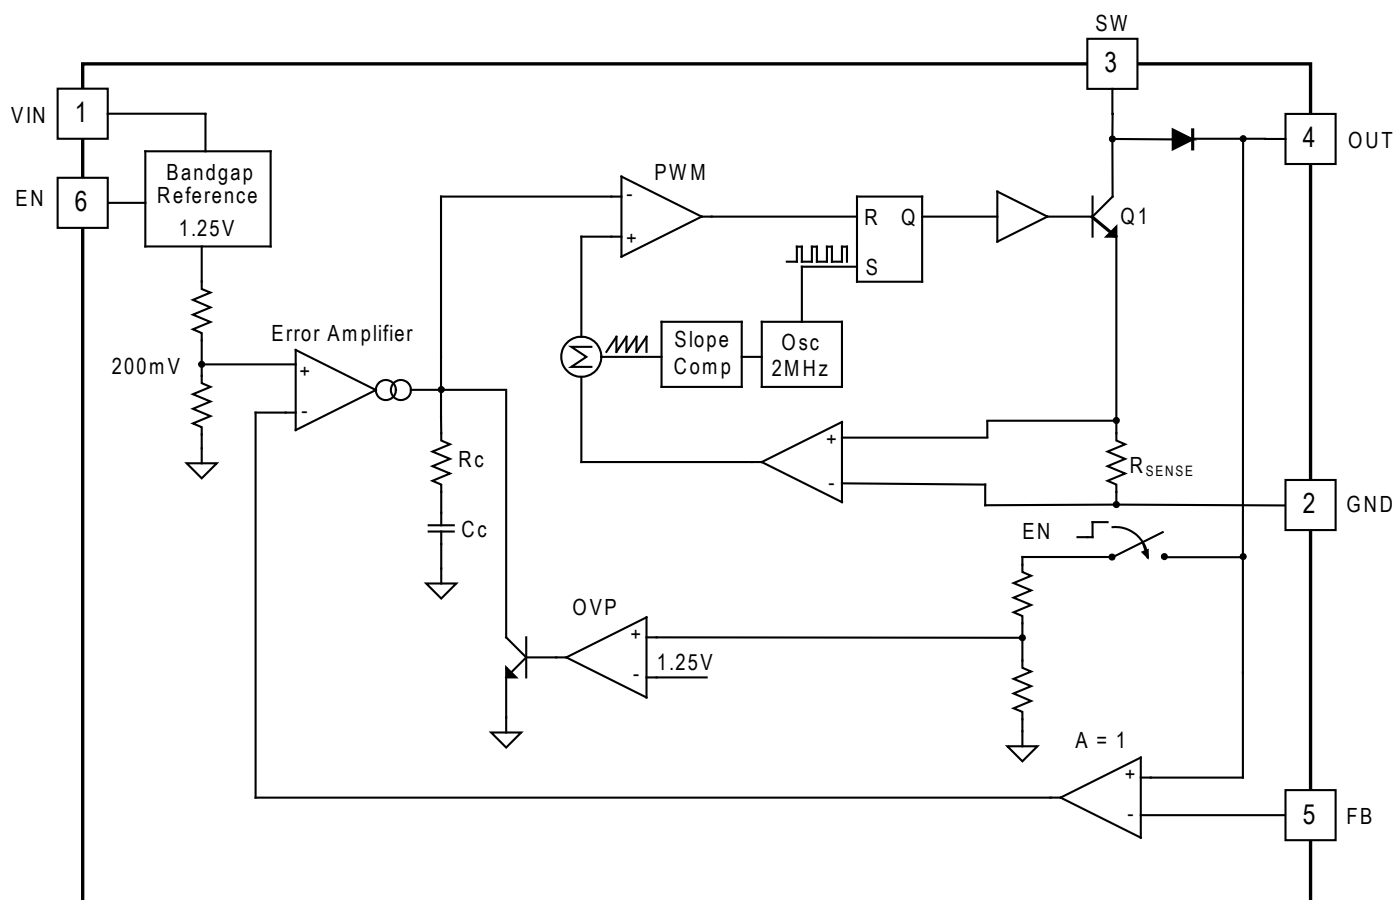 SW
3
VIN
1
4
OUT
Bandgap
Reference
1.25V
EN
6
PWM
-
+
R
Q
S
Q1
Error Amplifier
200mV
+
-
Σ
Slope
Comp
Osc
2MHz
Rc
Cc
+
-
RSENSE
2
GND
EN
OVP
+
-
1.25V
A = 1
+
-
5
FB